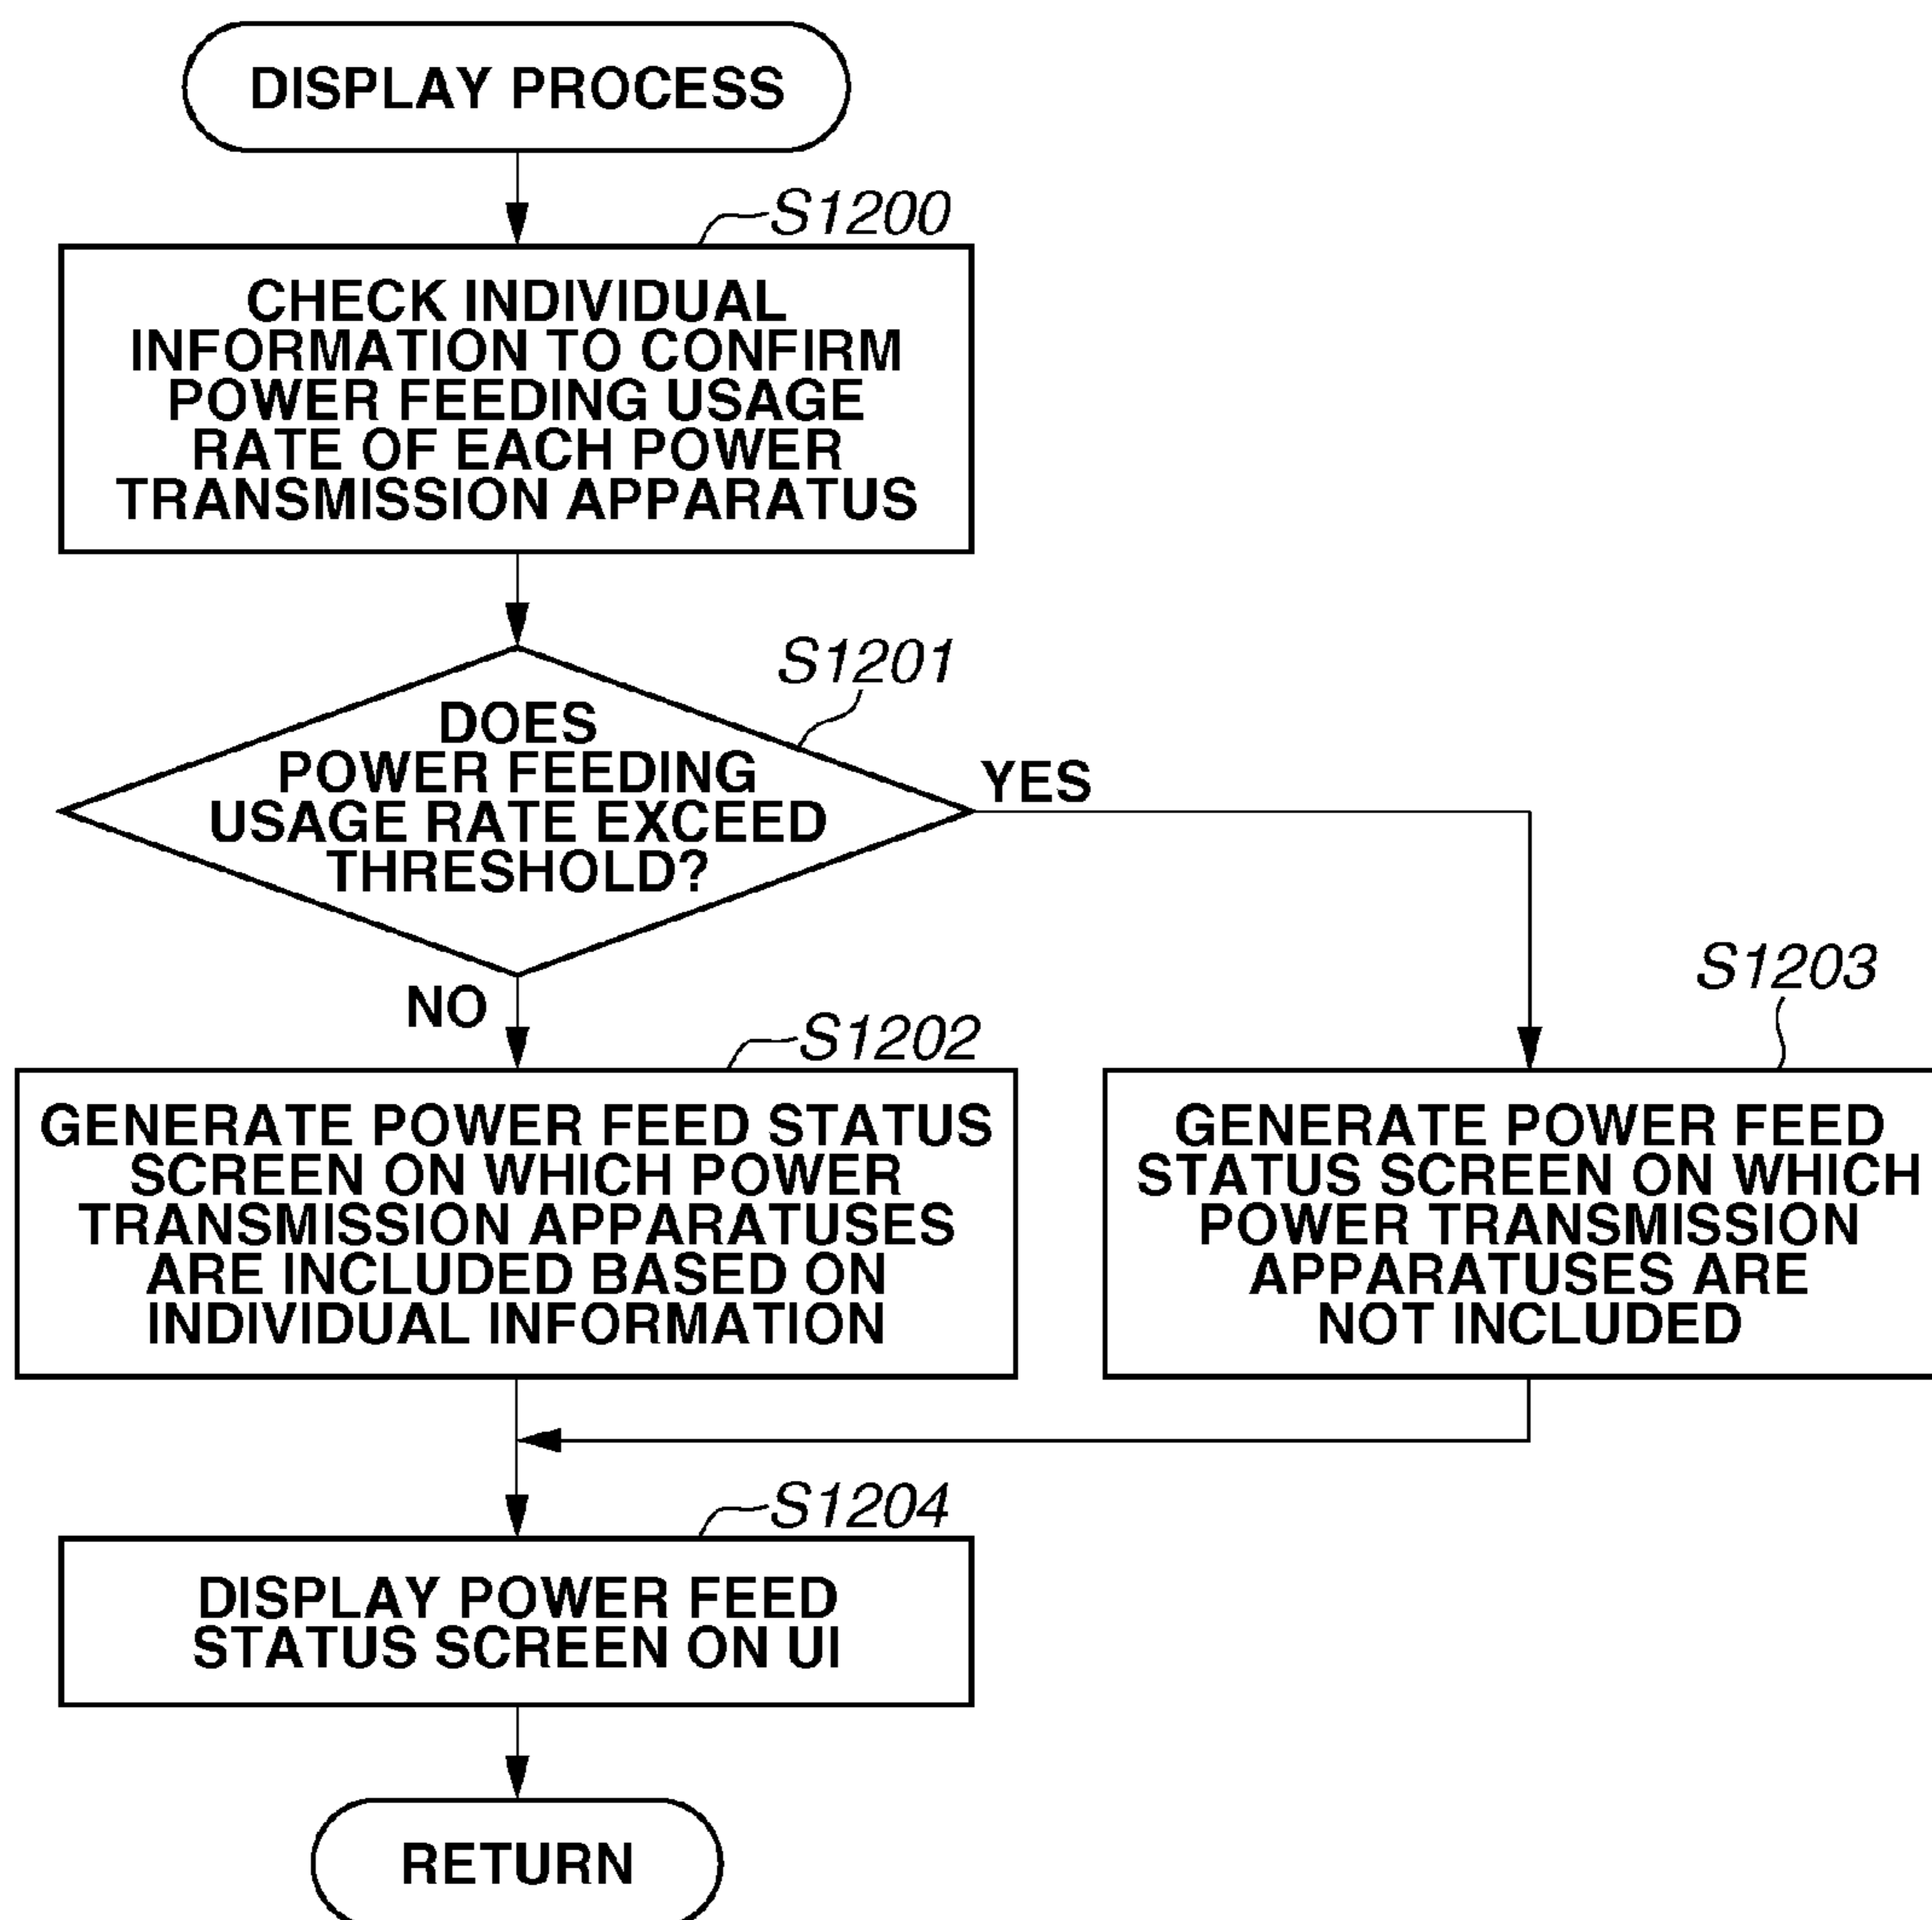 DISPLAY PROCESS
S1200
CHECK INDIVIDUAL
INFORMATION TO CONFIRM
POWER FEEDING USAGE
RATE OF EACH POWER
TRANSMISSION APPARATUS
S1201
DOES
POWER FEEDING
USAGE RATE EXCEED
THRESHOLD?
YES
NO
S1202
GENERATE POWER FEED STATUS
SCREEN ON WHICH POWER
TRANSMISSION APPARATUSES
ARE INCLUDED BASED ON
INDIVIDUAL INFORMATION
S1203
GENERATE POWER FEED
STATUS SCREEN ON WHICH
POWER TRANSMISSION
APPARATUSES ARE
NOT INCLUDED
S1204
DISPLAY POWER FEED
STATUS SCREEN ON UI
RETURN